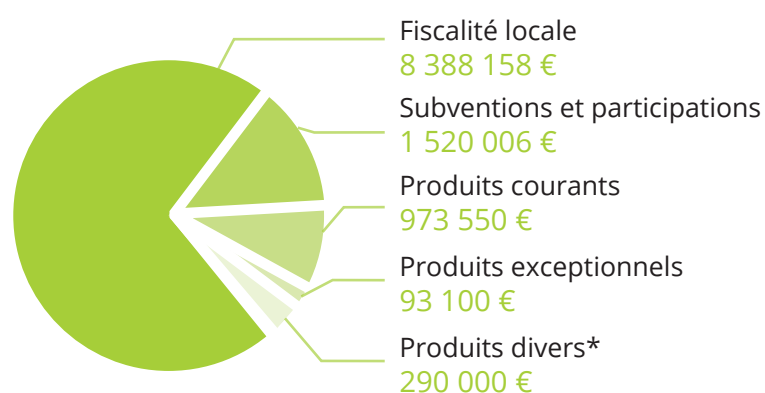 Fiscalité locale
8 388 158 €
Subventions et participations
1 520 006 €
Produits courants
973 550 €
Produits exceptionnels
93 100 €
Produits divers*
290 000 €